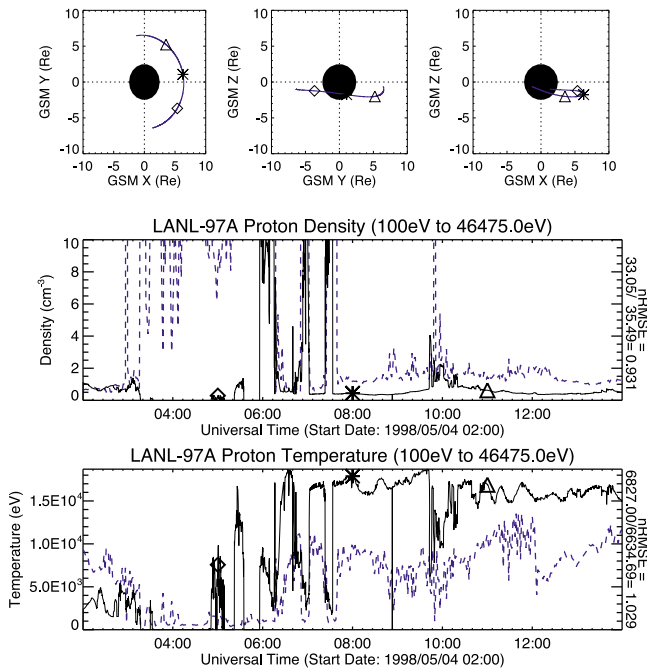 10
5
0
-5
-10
GSM Y (Re)
-10 -5 0 5 10
GSM X (Re)
10
5
0
-5
-10
GSM Z (Re)
-10 -5 0 5 10
GSM Y (Re)
10
5
0
-5
-10
GSM Z (Re)
-10 -5 0 5 10
GSM X (Re)
LANL-97A Proton Density (100eV to 46475.0eV)
10
8
6
4
2
0
Density (cm-3)
04:00 06:00 08:00 10:00 12:00
Universal Time (Start Date: 1998/05/04 02:00)
nRMSE =
33.05/ 35.49= 0.931
LANL-97A Proton Temperature (100eV to 46475.0eV)
1.5E+04
1.0E+04
5.0E+03
0
Temperature (eV)
04:00 06:00 08:00 10:00 12:00
Universal Time (Start Date: 1998/05/04 02:00)
nRMSE =
6827.00/6634.69= 1.029